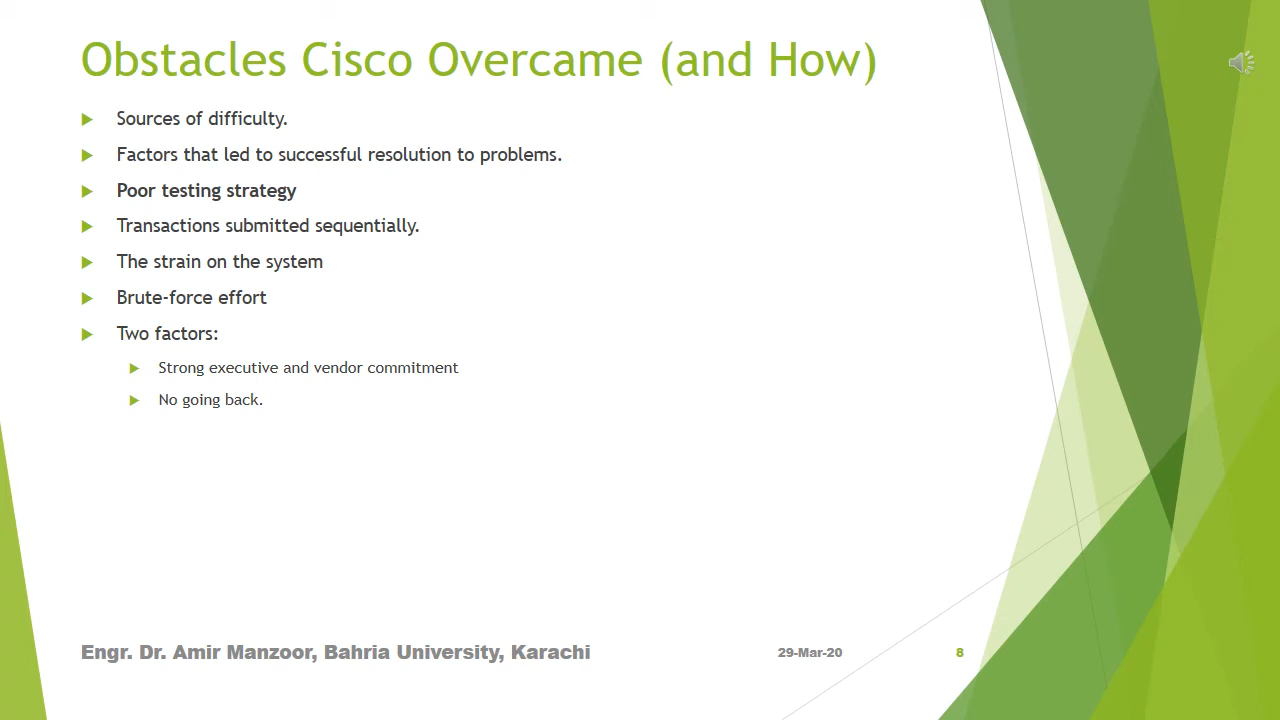 Obstacles Cisco Overcame (and How)
Sources of difficulty.
Factors that led to successful resolution to problems.
Poor testing strategy
Transactions submitted sequentially.
The strain on the system
Brute-force effort
Two factors:
Strong executive and vendor commitment
No going back.
Engr. Dr. Amir Manzoor, Bahria University, Karachi
29-Mar-20
8